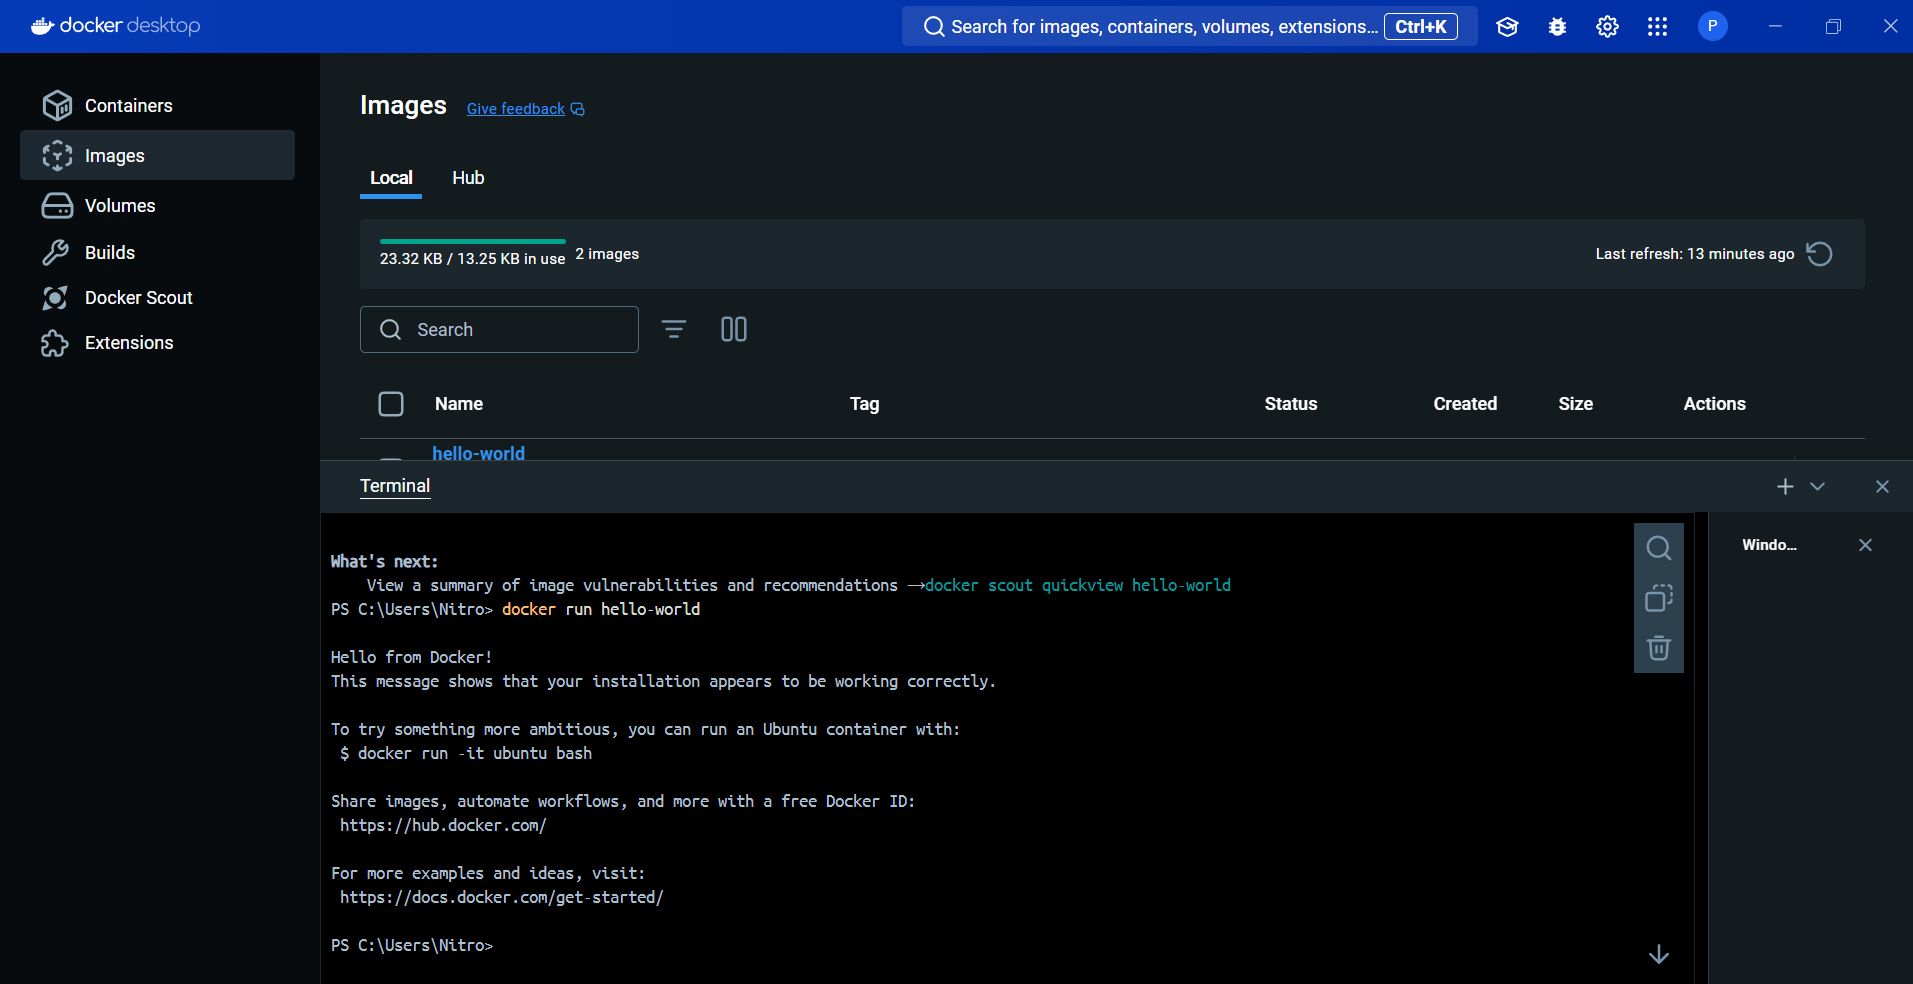 docker desktop
Search for images, containers, volumes, extensions... Ctrl+K
P
Containers
Images
Volumes
Builds
Docker Scout
Extensions
Images Give feedback
Local Hub
23.32 KB / 13.25 KB in use 2 images
Last refresh: 13 minutes ago
Search
Name Tag Status Created Size Actions
hello-world
Terminal
Windo...
What's next:
View a summary of image vulnerabilities and recommendations →docker scout quickview hello-world
PS C:\Users\Nitro> docker run hello-world
Hello from Docker!
This message shows that your installation appears to be working correctly.
To try something more ambitious, you can run an Ubuntu container with:
$ docker run -it ubuntu bash
Share images, automate workflows, and more with a free Docker ID:
https://hub.docker.com/
For more examples and ideas, visit:
https://docs.docker.com/get-started/
PS C:\Users\Nitro>